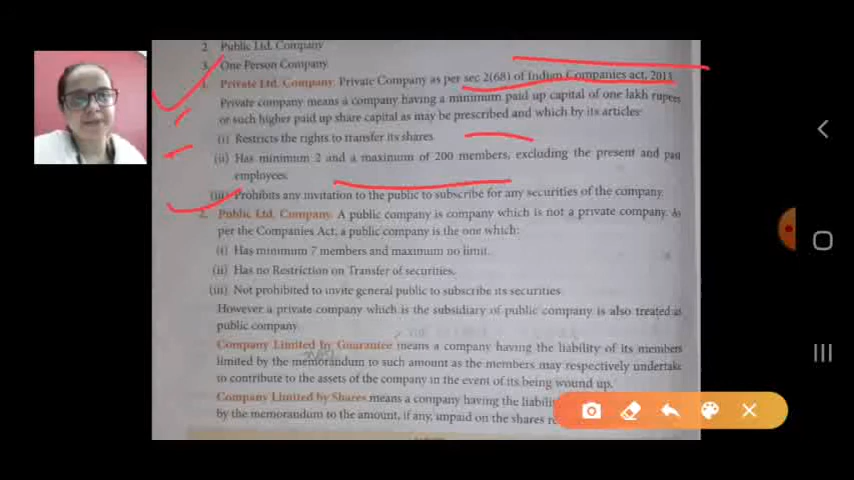 2. Public Ltd. Company
3. One Person Company
1. Private Ltd. Company: Private Company as per sec 2(68) of Indian Companies act, 2013
Private company means a company having a minimum paid up capital of one lakh rupees
or such higher paid up share capital as may be prescribed and which by its articles:
(i) Restricts the rights to transfer its shares.
(ii) Has minimum 2 and a maximum of 200 members, excluding the present and past
employees.
(iii) Prohibits any invitation to the public to subscribe for any securities of the company.
2. Public Ltd. Company: A public company is company which is not a private company. As
per the Companies Act, a public company is the one which:
(i) Has minimum 7 members and maximum no limit.
(ii) Has no Restriction on Transfer of securities.
(iii) Not prohibited to invite general public to subscribe its securities.
However a private company which is the subsidiary of public company is also treated as
public company.
Company Limited by Guarantee means a company having the liability of its members
limited by the memorandum to such amount as the members may respectively undertake
to contribute to the assets of the company in the event of its being wound up.
Company Limited by Shares means a company having the
by the memorandum to the amount, if any, unpaid on the shares